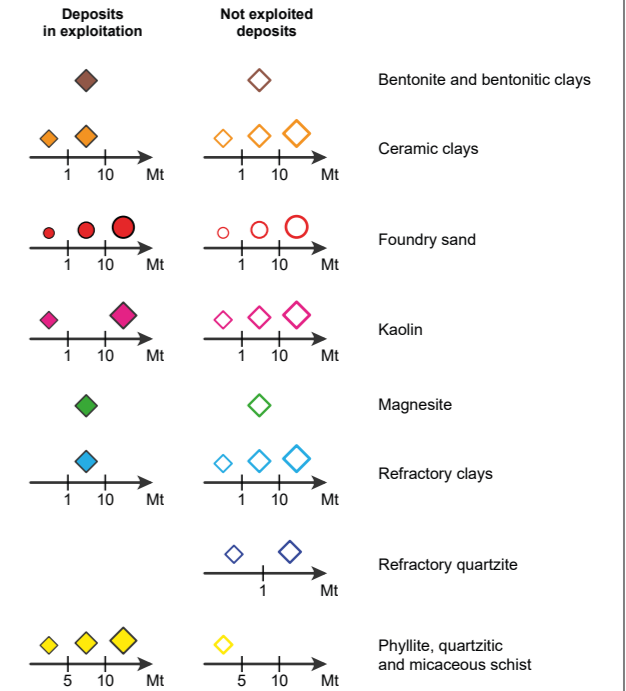 Deposits
in exploitation
Not exploited
deposits
Bentonite and bentonitic clays
Ceramic clays
1 10 Mt 1 10 Mt
Foundry sand
1 10 Mt 1 10 Mt
Kaolin
1 10 Mt 1 10 Mt
Magnesite
Refractory clays
1 10 Mt 1 10 Mt
Refractory quartzite
1 Mt
Phyllite, quartzitic
and micaceous schist
5 10 Mt 5 10 Mt